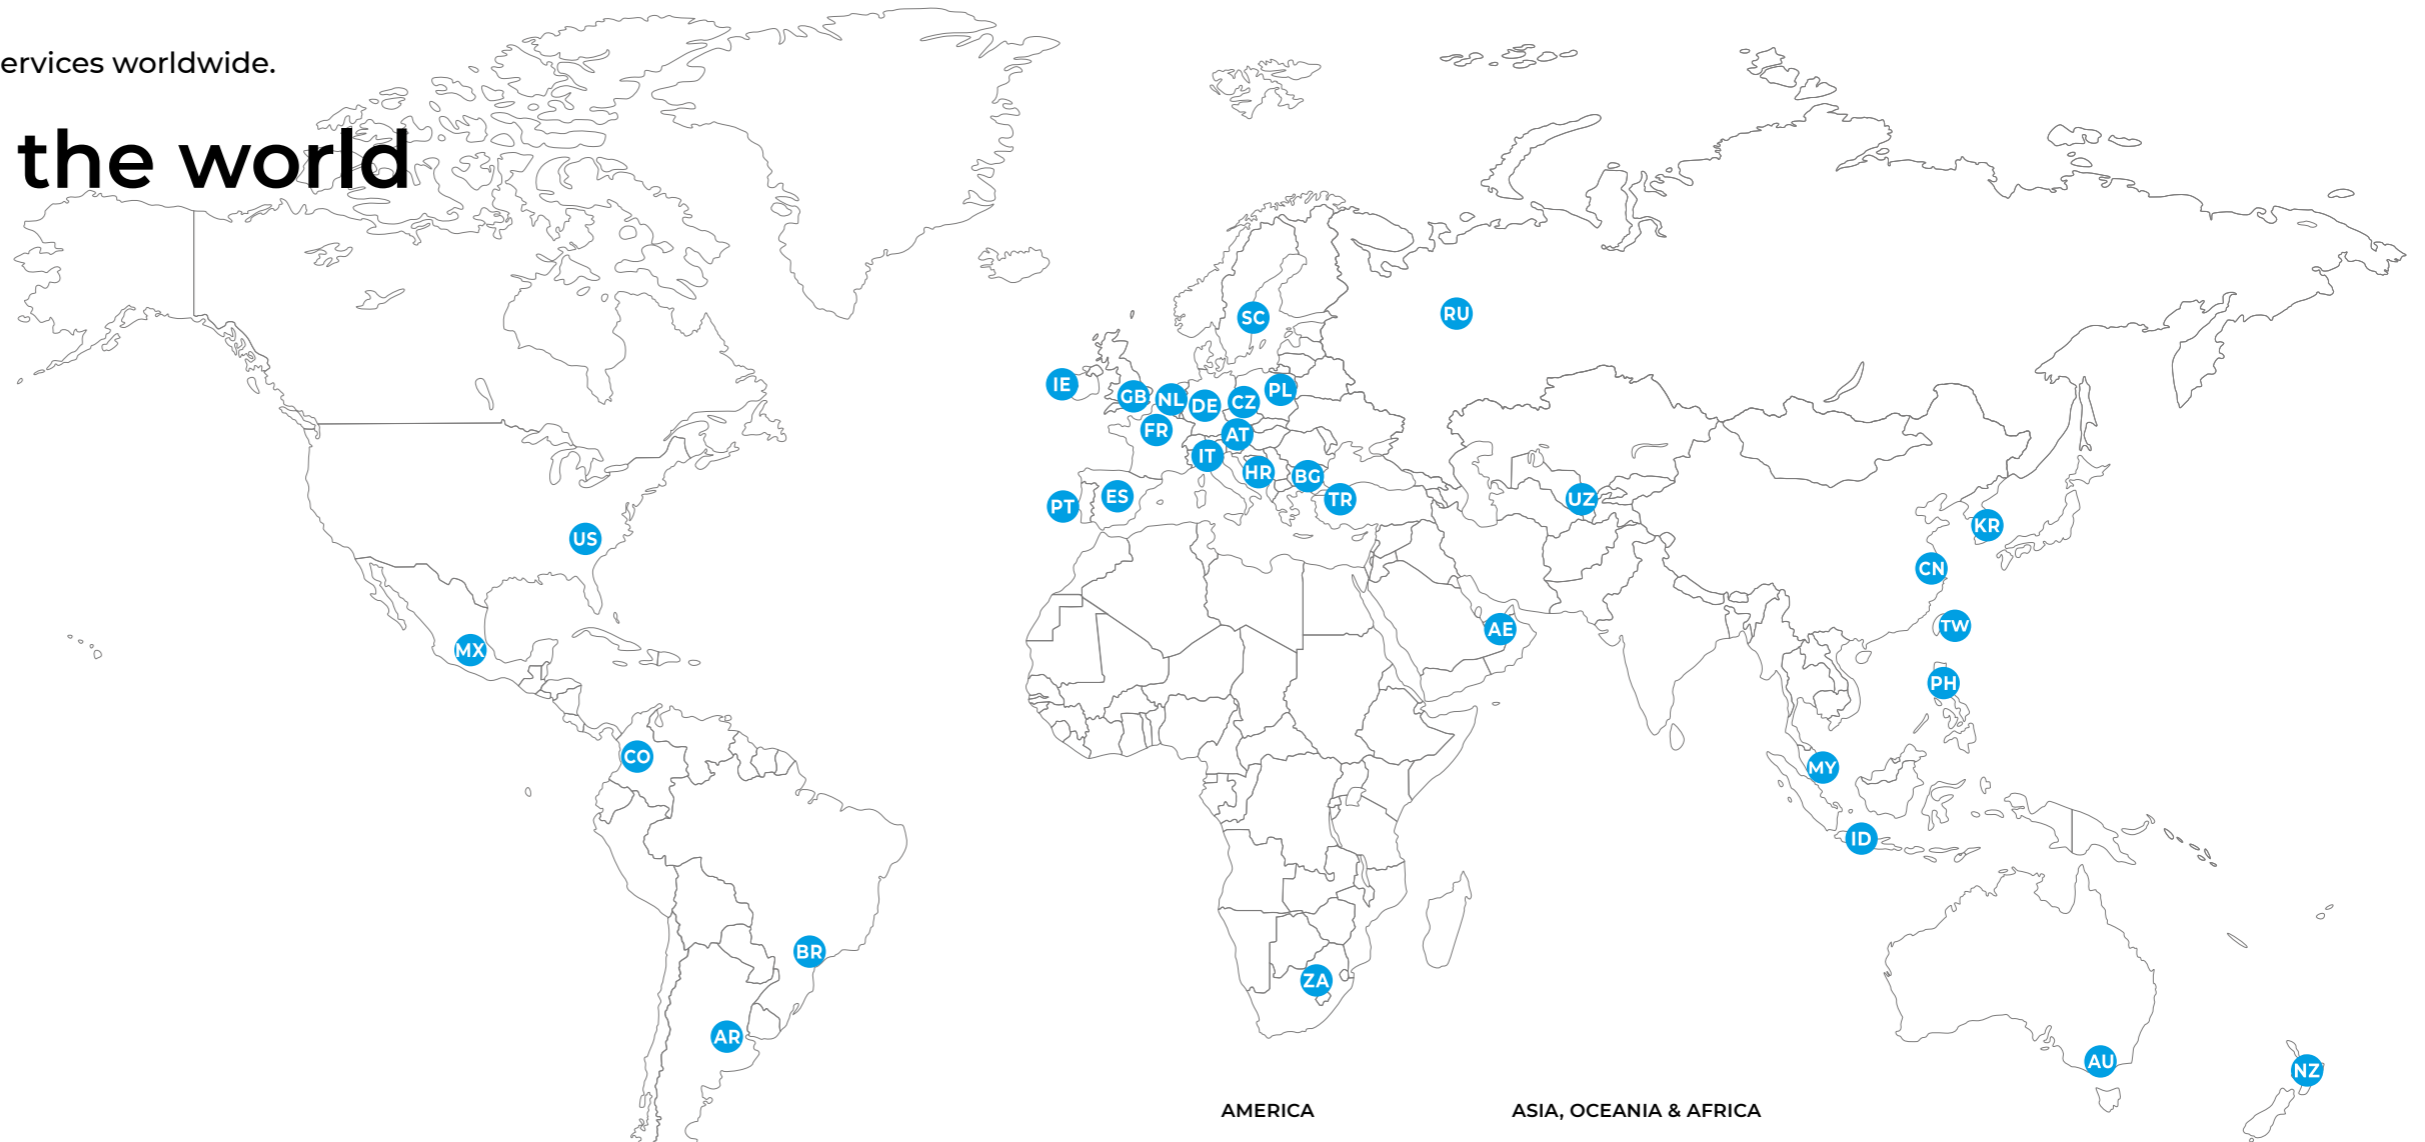 ervices worldwide.
the world
SC
RU
IE
GB
NL
DE
CZ
PL
FR
AT
IT
HR
BG
PT
ES
TR
UZ
US
KR
CN
MX
AE
TW
PH
CO
MY
ID
BR
ZA
AR
AU
NZ
AMERICA
ASIA, OCEANIA & AFRICA